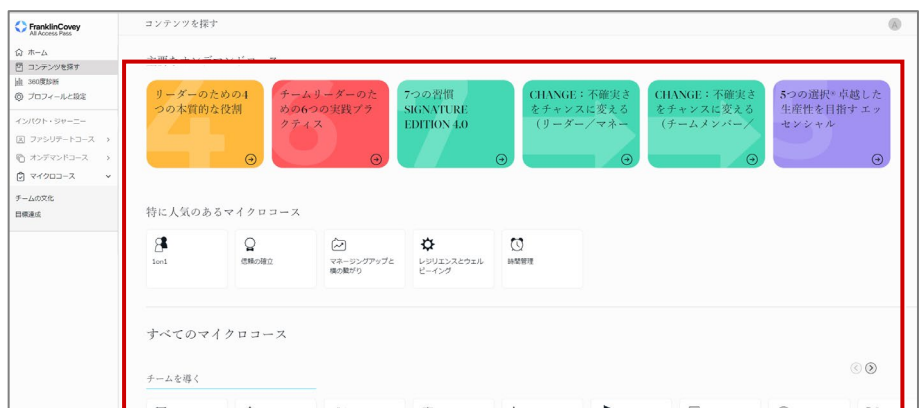 FranklinCovey
All Access Pass
ホーム
コンテンツを探す
360度診断
プロフィールと設定
インパクト・ジャーニー
ファシリテートコース
オンデマンドコース
マイクロコース
チームの文化
目標達成
コンテンツを探す
A
リーダーのための4
つの本質的な役割
チームリーダーのた
めの6つの実践プラ
クティス
7つの習慣
SIGNATURE
EDITION 4.0
CHANGE：不確実さ
をチャンスに変える
（リーダー／マネー
CHANGE：不確実さ
をチャンスに変える
（チームメンバー／
5つの選択® 卓越した
生産性を目指す エッ
センシャル
特に人気のあるマイクロコース
1on1
信頼の確立
マネージングアップと
横の繋がり
レジリエンスとウェル
ビーイング
時間管理
すべてのマイクロコース
チームを導く